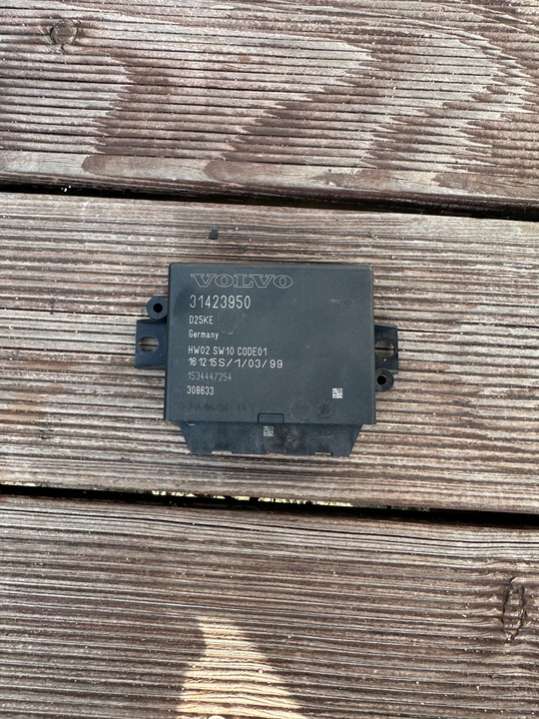 VOLVO
31423950
D25KE
Germany
HW02 SW10 CODE01
16 12 15 S/1/03/99
1534447254
308633